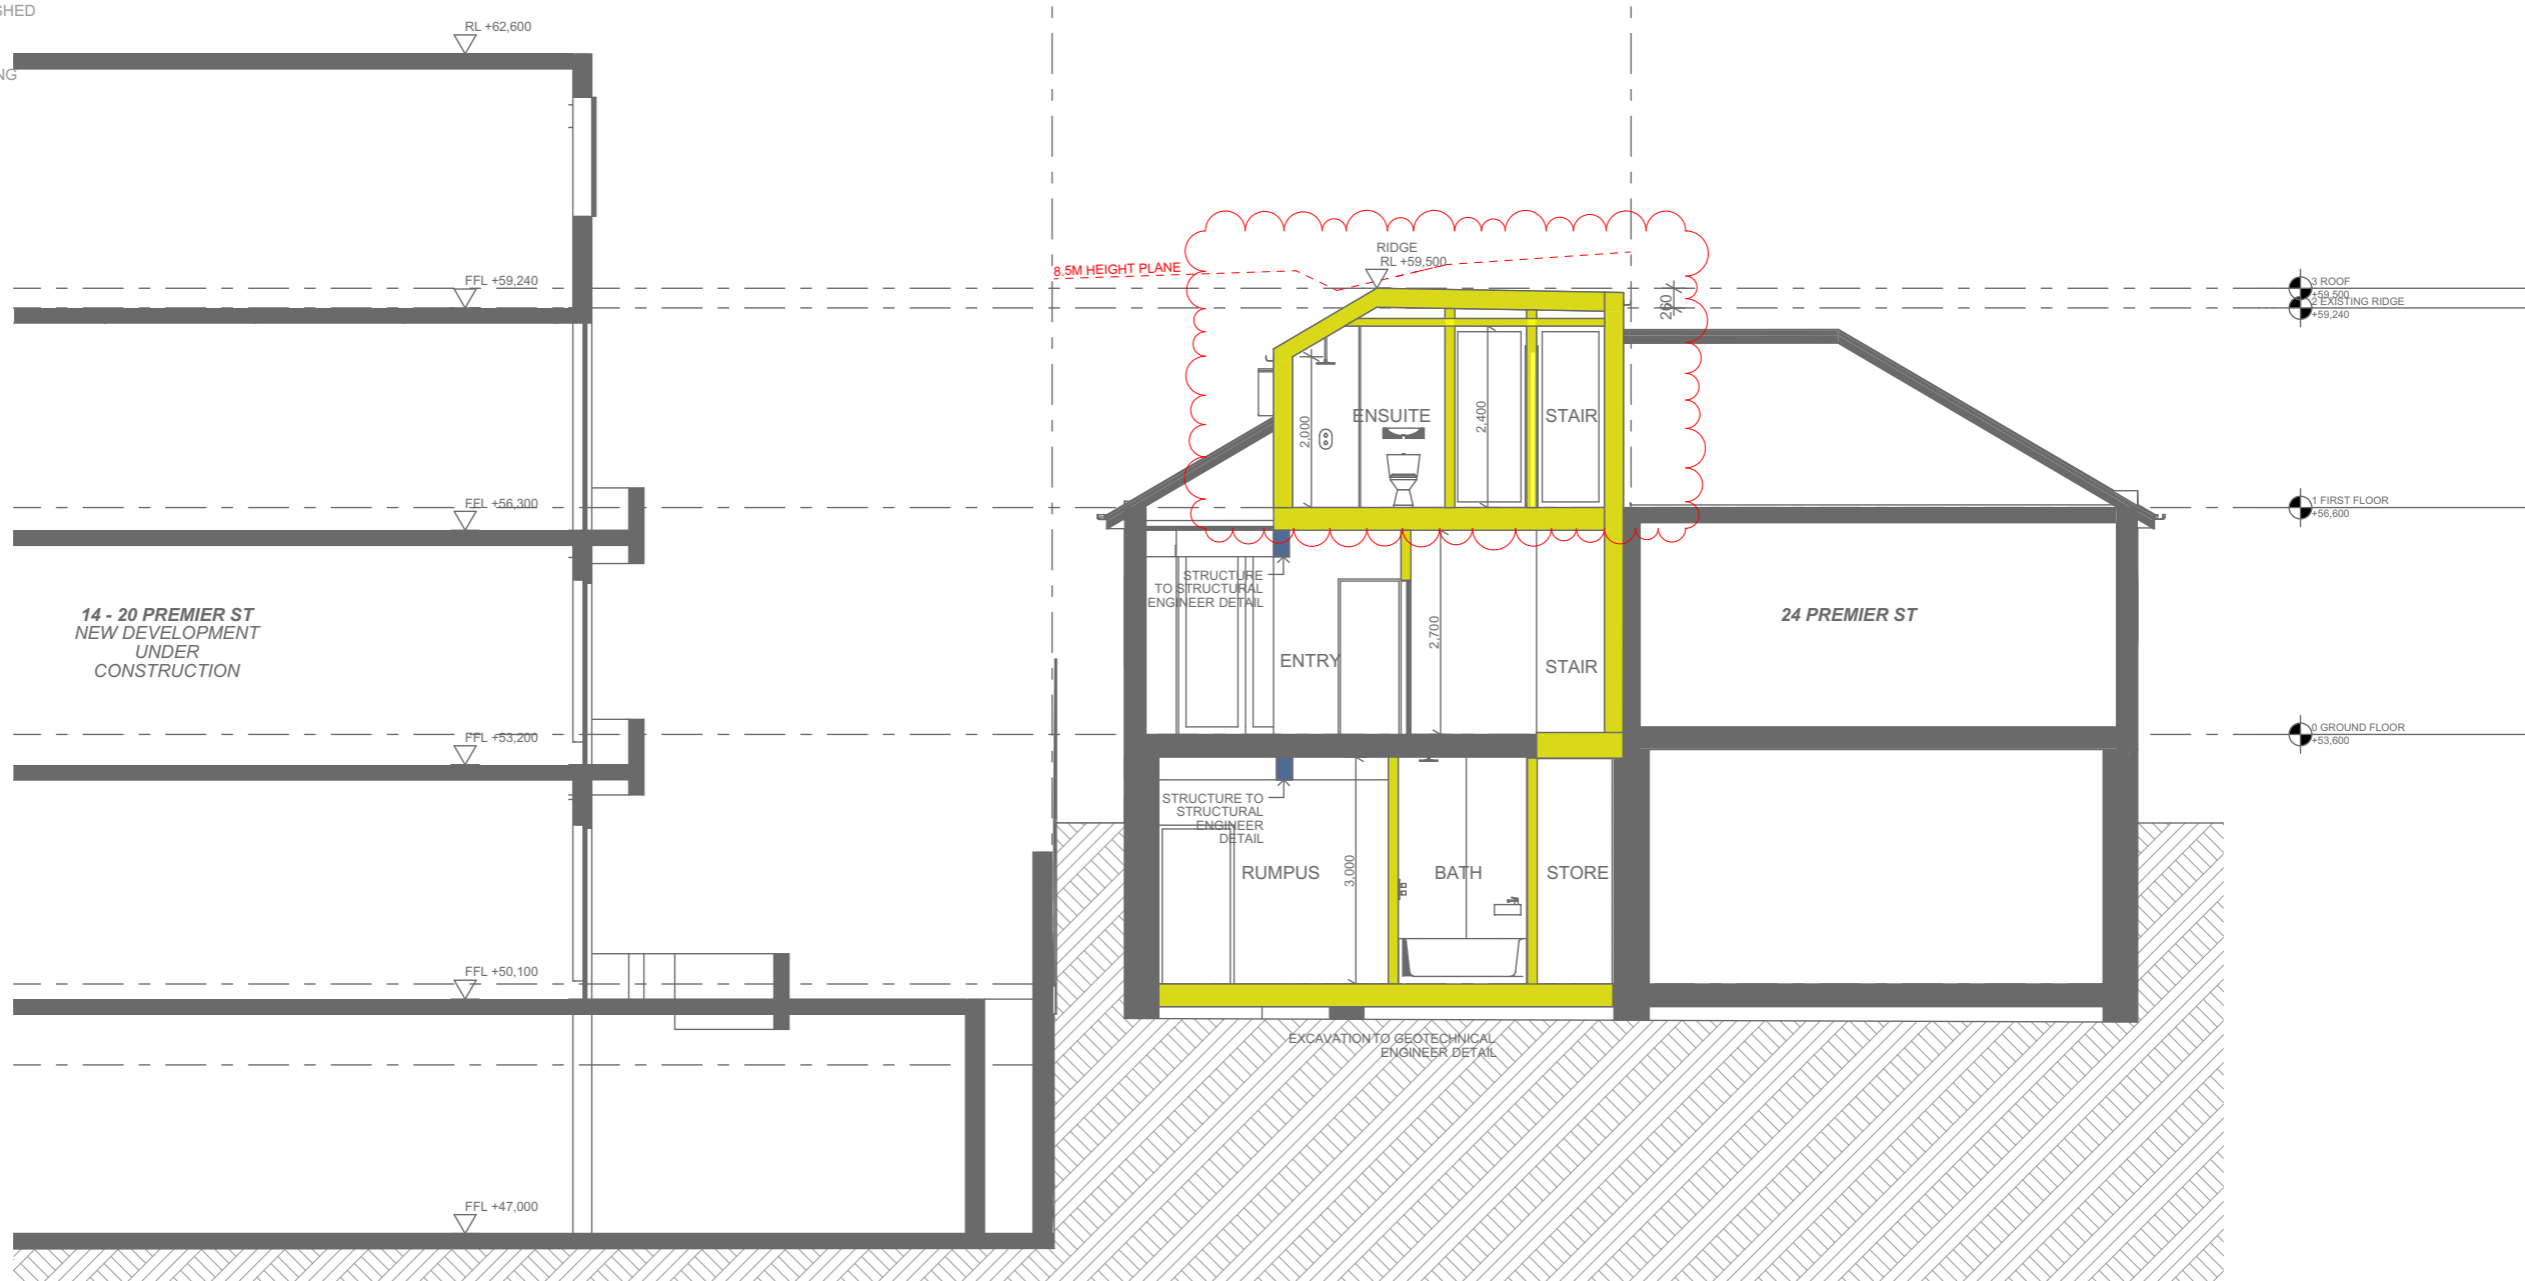 SHED
NG
RL +62,600
FFL +59,240
FFL +56,300
14 - 20 PREMIER ST
NEW DEVELOPMENT
UNDER
CONSTRUCTION
FFL +53,200
FFL +50,100
FFL +47,000
8.5M HEIGHT PLANE
RIDGE
RL +59,500
260
2,000
ENSUITE
2,400
STAIR
STRUCTURE
TO STRUCTURAL
ENGINEER DETAIL
ENTRY
2,700
STAIR
STRUCTURE TO
STRUCTURAL
ENGINEER
DETAIL
RUMPUS
3,000
BATH
STORE
EXCAVATION TO GEOTECHNICAL
ENGINEER DETAIL
24 PREMIER ST
3 ROOF
+59,500
2 EXISTING RIDGE
+59,240
1 FIRST FLOOR
+56,600
0 GROUND FLOOR
+53,600